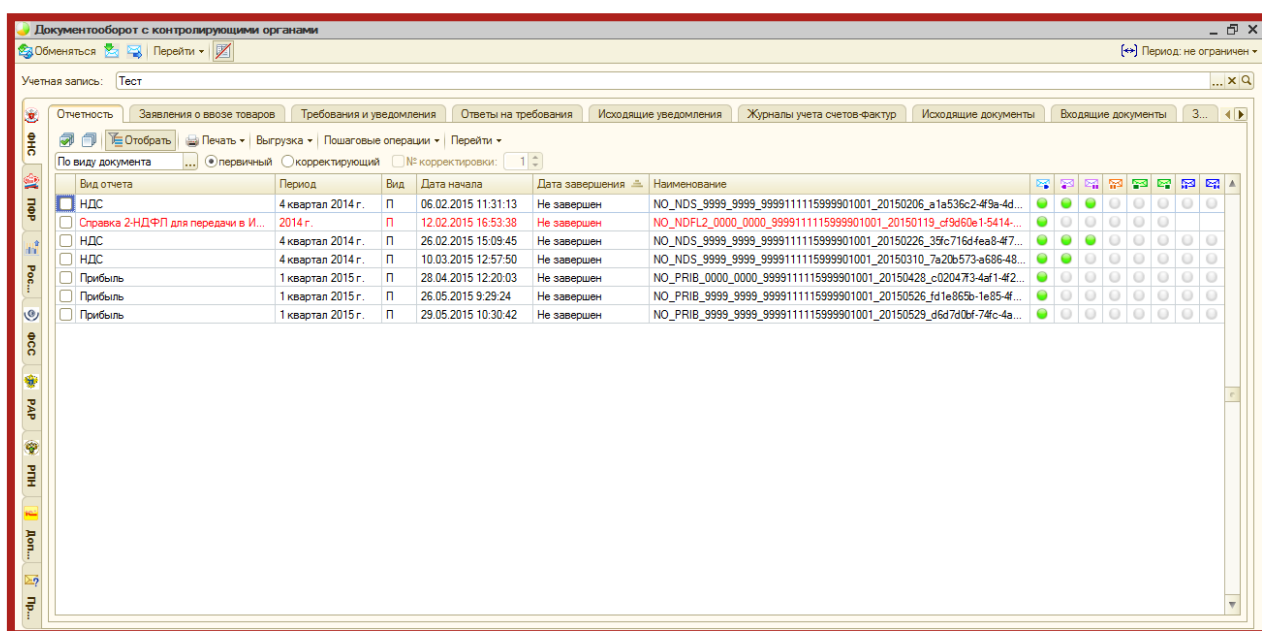 Документооборот с контролирующими органами
Обменяться Перейти Период: не ограничен
Учетная запись: Тест ...
Отчетность Заявления о ввозе товаров Требования и уведомления Ответы на требования Исходящие уведомления Журналы учета счетов-фактур Исходящие документы Входящие документы З...
Отобрать Печать Выгрузка Пошаговые операции Перейти
По виду документа ... первичный корректирующий № корректировки: 1
Вид отчета Период Вид Дата начала Дата завершения Наименование
НДС 4 квартал 2014 г. П 06.02.2015 11:31:13 Не завершен NO_NDS_9999_9999_9999111115999901001_20150206_a1a536c2-4f9a-4d...
Справка 2-НДФЛ для передачи в И... 2014 г. П 12.02.2015 16:53:38 Не завершен NO_NDFL2_0000_0000_9999111115999901001_20150119_cf9d60e1-5414-...
НДС 4 квартал 2014 г. П 26.02.2015 15:09:45 Не завершен NO_NDS_9999_9999_9999111115999901001_20150226_35fc716d-fea8-4f7...
НДС 4 квартал 2014 г. П 10.03.2015 12:57:50 Не завершен NO_NDS_9999_9999_9999111115999901001_20150310_7a20b573-a686-48...
Прибыль 1 квартал 2015 г. П 28.04.2015 12:20:03 Не завершен NO_PRIB_0000_0000_9999111115999901001_20150428_c02047f3-4af1-4f2...
Прибыль 1 квартал 2015 г. П 26.05.2015 9:29:24 Не завершен NO_PRIB_9999_9999_9999111115999901001_20150526_fd1e865b-1e85-4f...
Прибыль 1 квартал 2015 г. П 29.05.2015 10:30:42 Не завершен NO_PRIB_9999_9999_9999111115999901001_20150529_d6d7d0bf-74fc-4a...
ФНС
ПФР
Рос...
ФСС
РАР
РПН
Доп...
Пр...